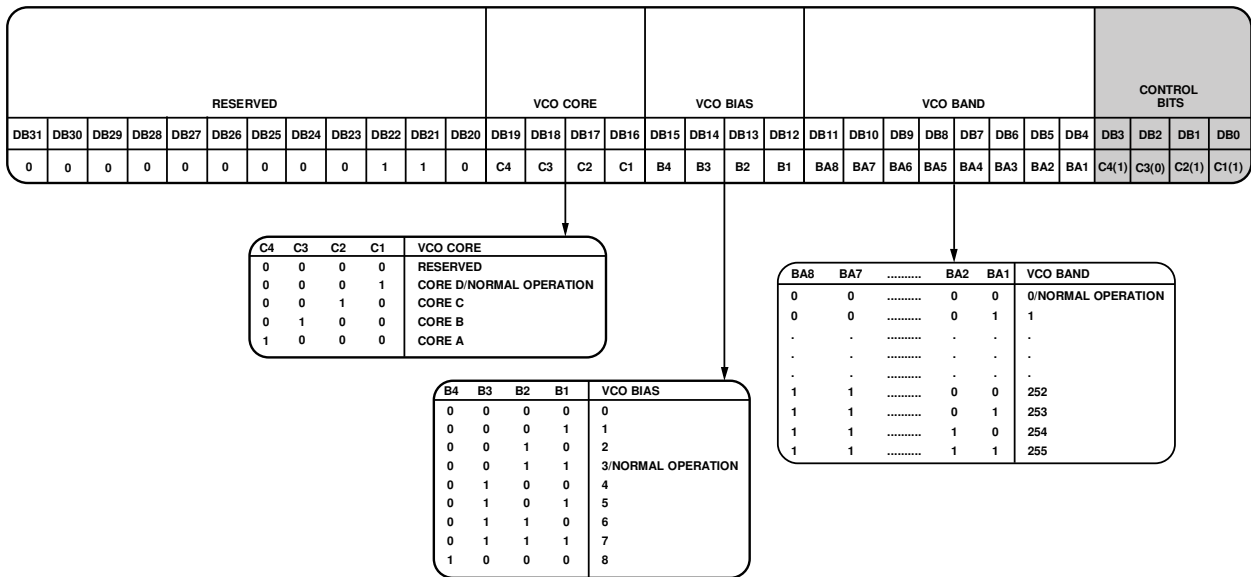 RESERVED VCO CORE VCO BIAS VCO BAND CONTROL
BITS
DB31 DB30 DB29 DB28 DB27 DB26 DB25 DB24 DB23 DB22 DB21 DB20 DB19 DB18 DB17 DB16 DB15 DB14 DB13 DB12 DB11 DB10 DB9 DB8 DB7 DB6 DB5 DB4 DB3 DB2 DB1 DB0
0 0 0 0 0 0 0 0 0 1 1 0 C4 C3 C2 C1 B4 B3 B2 B1 BA8 BA7 BA6 BA5 BA4 BA3 BA2 BA1 C4(1) C3(0) C2(1) C1(1)
C4 C3 C2 C1 VCO CORE
0 0 0 0 RESERVED
0 0 0 1 CORE D/NORMAL OPERATION
0 0 1 0 CORE C
0 1 0 0 CORE B
1 0 0 0 CORE A
BA8 BA7 .......... BA2 BA1 VCO BAND
0 0 .......... 0 0 0/NORMAL OPERATION
0 0 .......... 0 1 1
. . .......... . . .
. . .......... . . .
. . .......... . . .
1 1 .......... 0 0 252
1 1 .......... 0 1 253
1 1 .......... 1 0 254
1 1 .......... 1 1 255
B4 B3 B2 B1 VCO BIAS
0 0 0 0 0
0 0 0 1 1
0 0 1 0 2
0 0 1 1 3/NORMAL OPERATION
0 1 0 0 4
0 1 0 1 5
0 1 1 0 6
0 1 1 1 7
1 0 0 0 8